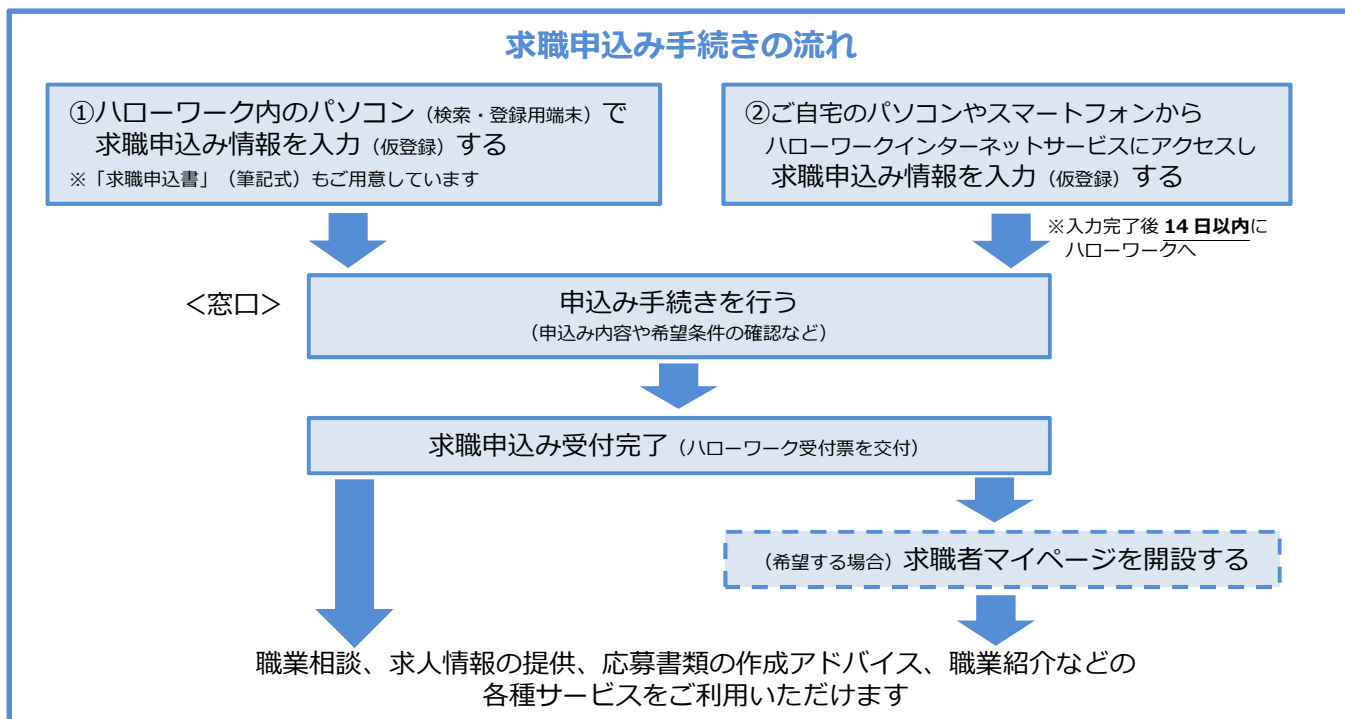 求職申込み手続きの流れ
①ハローワーク内のパソコン（検索・登録用端末）で
求職申込み情報を入力（仮登録）する
※「求職申込書」（筆記式）もご用意しています
②ご自宅のパソコンやスマートフォンから
ハローワークインターネットサービスにアクセスし
求職申込み情報を入力（仮登録）する
※入力完了後 14 日以内に
ハローワークへ
＜窓口＞
申込み手続きを行う
（申込み内容や希望条件の確認など）
求職申込み受付完了（ハローワーク受付票を交付）
（希望する場合）求職者マイページを開設する
職業相談、求人情報の提供、応募書類の作成アドバイス、職業紹介などの
各種サービスをご利用いただけます